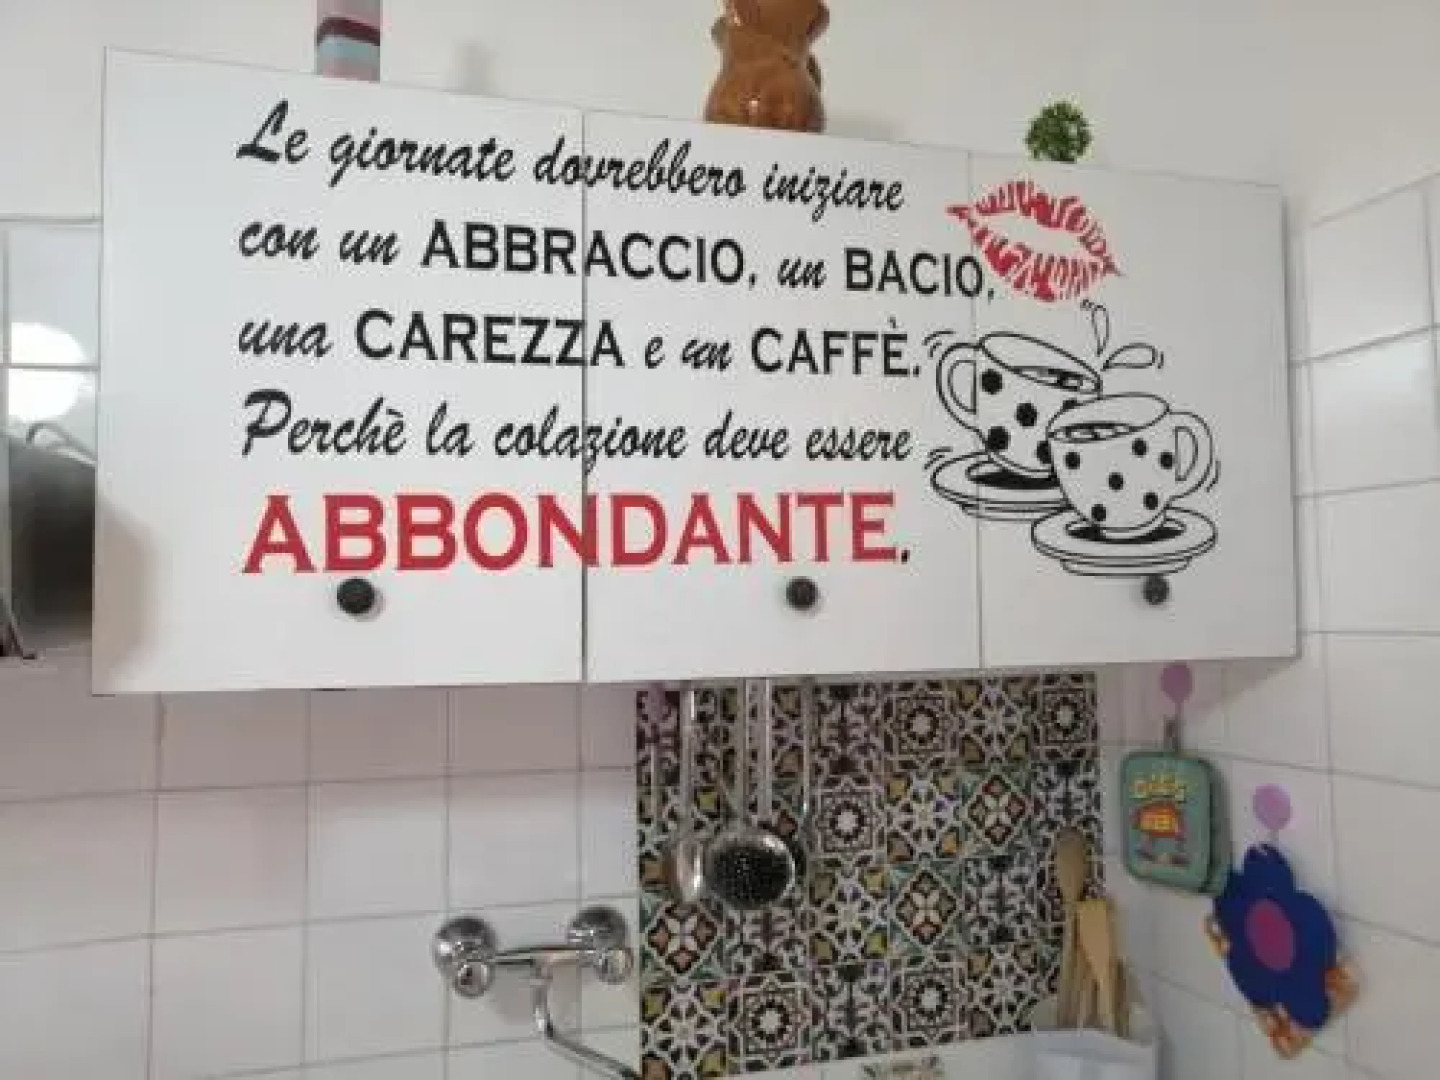 Le giornate dovrebbero iniziare
con un ABBRACCIO, un BACIO,
una CAREZZA e un CAFFÈ.
Perchè la colazione deve essere
ABBONDANTE.